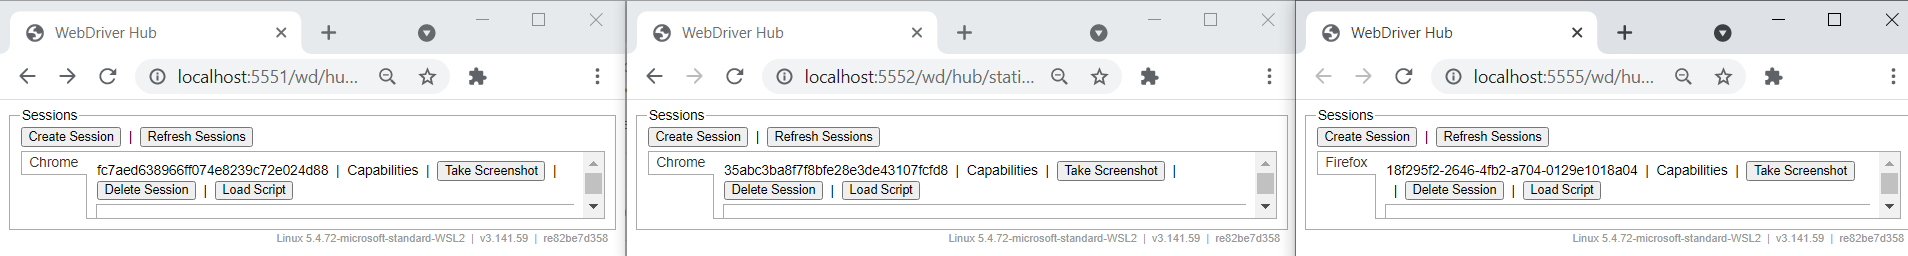 WebDriver Hub
localhost:5551/wd/hu...
Sessions
Create Session | Refresh Sessions
Chrome
fc7aed638966ff074e8239c72e024d88 | Capabilities | Take Screenshot |
Delete Session | Load Script
Linux 5.4.72-microsoft-standard-WSL2 | v3.141.59 | re82be7d358
WebDriver Hub
localhost:5552/wd/hub/stati...
Sessions
Create Session | Refresh Sessions
Chrome
35abc3ba8f7f8bfe28e3de43107fcfd8 | Capabilities | Take Screenshot |
Delete Session | Load Script
Linux 5.4.72-microsoft-standard-WSL2 | v3.141.59 | re82be7d358
WebDriver Hub
localhost:5555/wd/hu...
Sessions
Create Session | Refresh Sessions
Firefox
18f295f2-2646-4fb2-a704-0129e1018a04 | Capabilities | Take Screenshot
| Delete Session | Load Script
Linux 5.4.72-microsoft-standard-WSL2 | v3.141.59 | re82be7d358